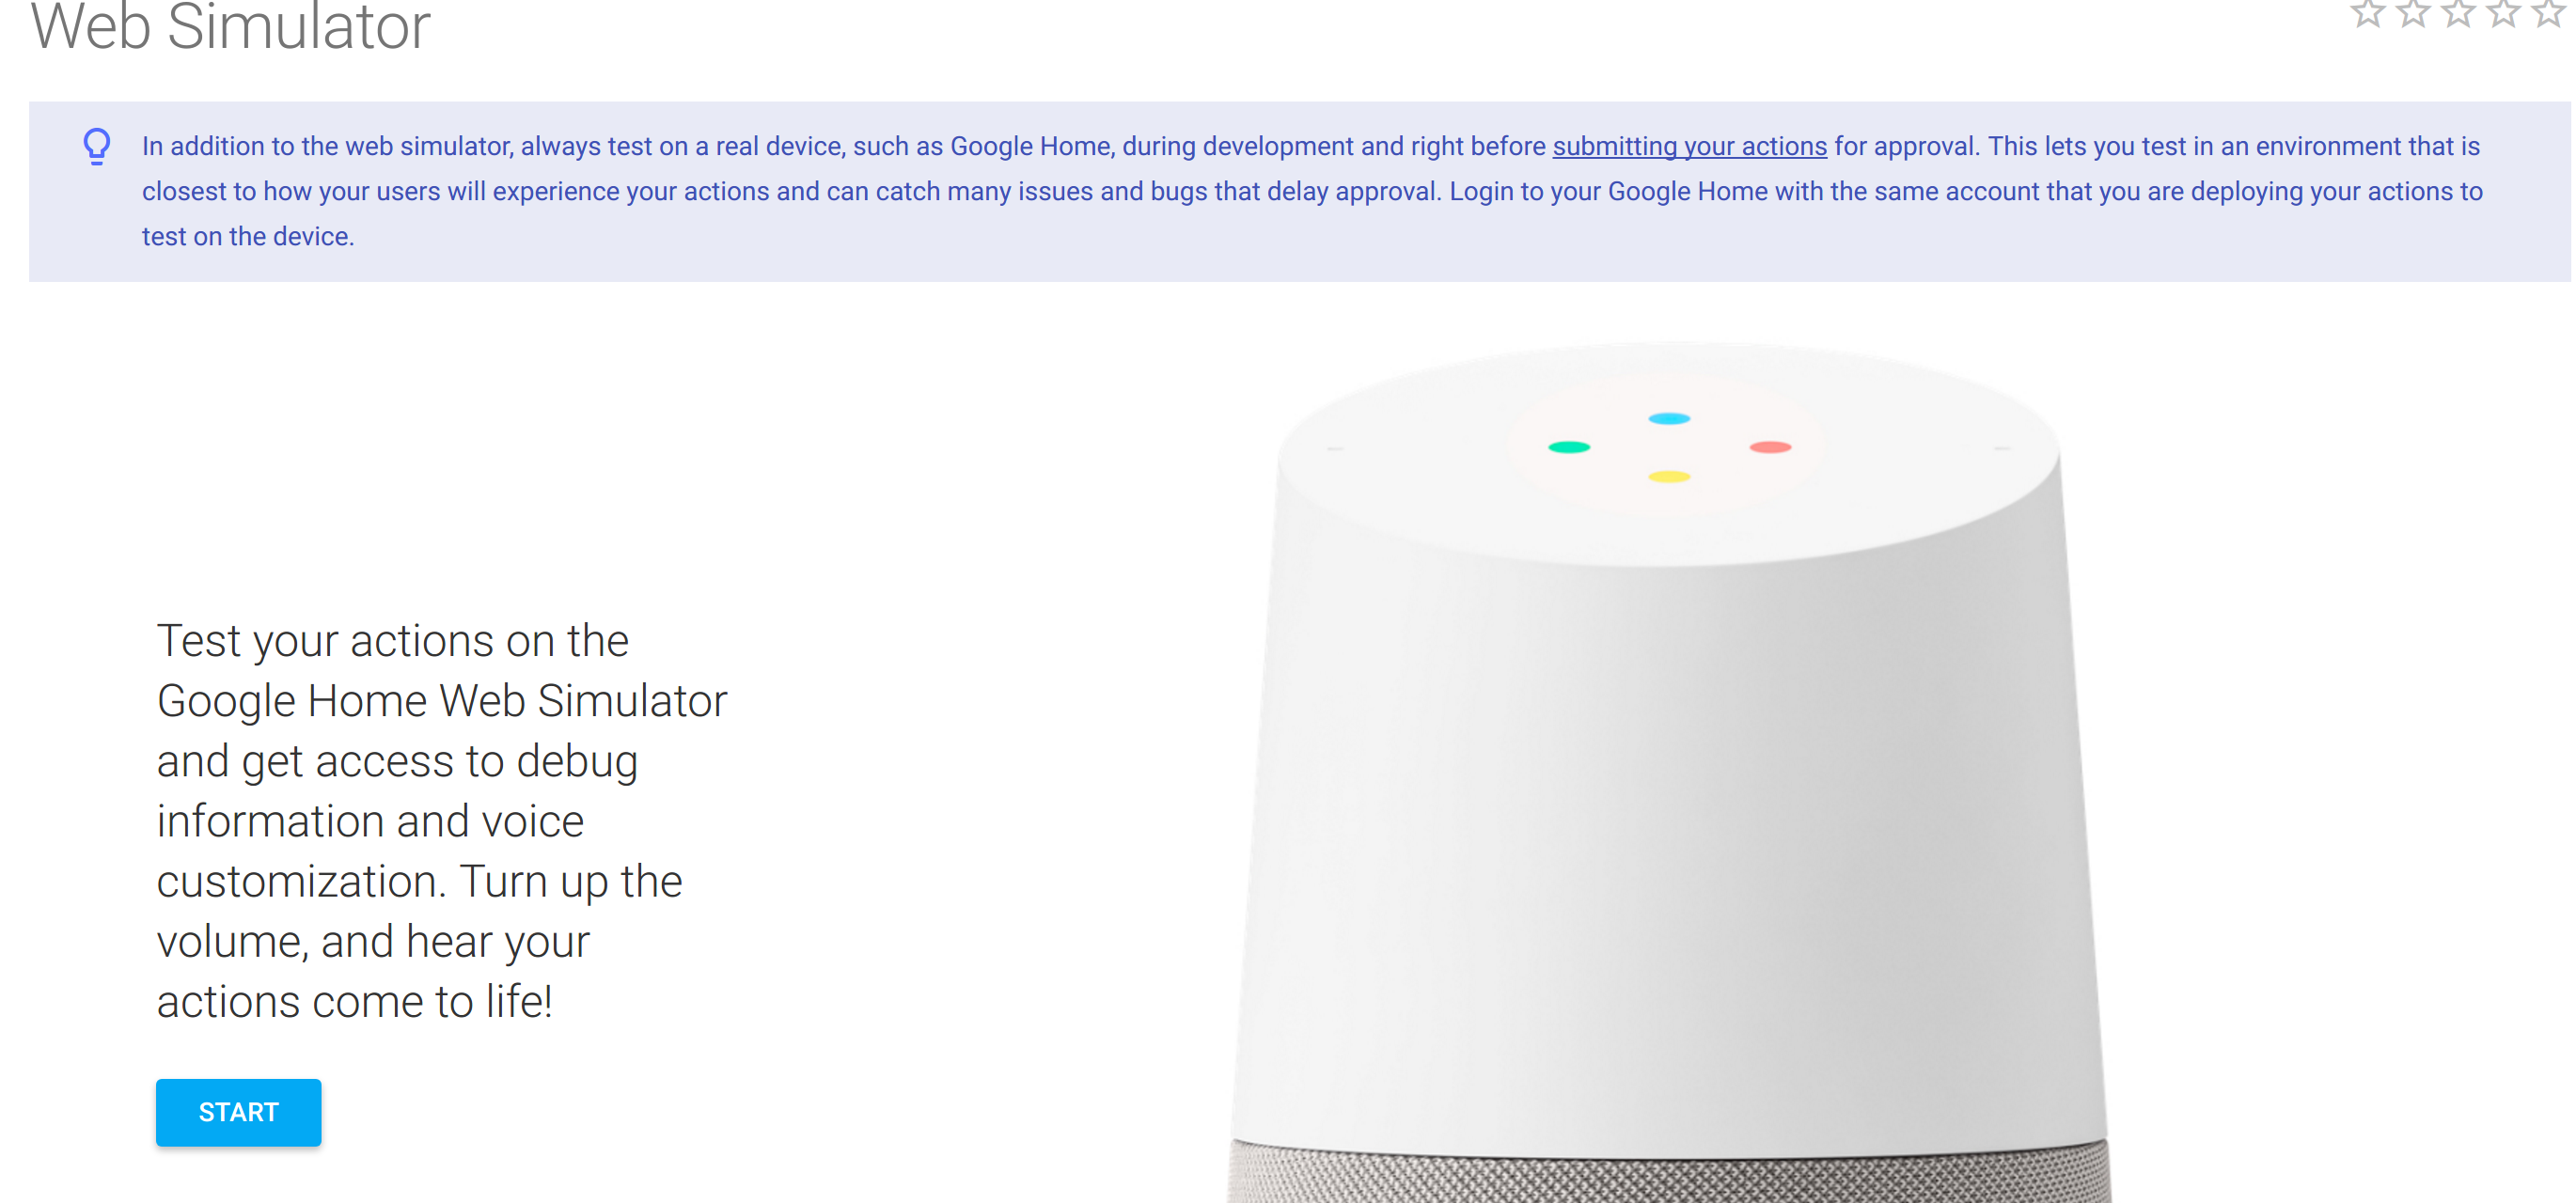 Web Simulator
In addition to the web simulator, always test on a real device, such as Google Home, during development and right before submitting your actions for approval. This lets you test in an environment that is
closest to how your users will experience your actions and can catch many issues and bugs that delay approval. Login to your Google Home with the same account that you are deploying your actions to
test on the device.
Test your actions on the
Google Home Web Simulator
and get access to debug
information and voice
customization. Turn up the
volume, and hear your
actions come to life!
START